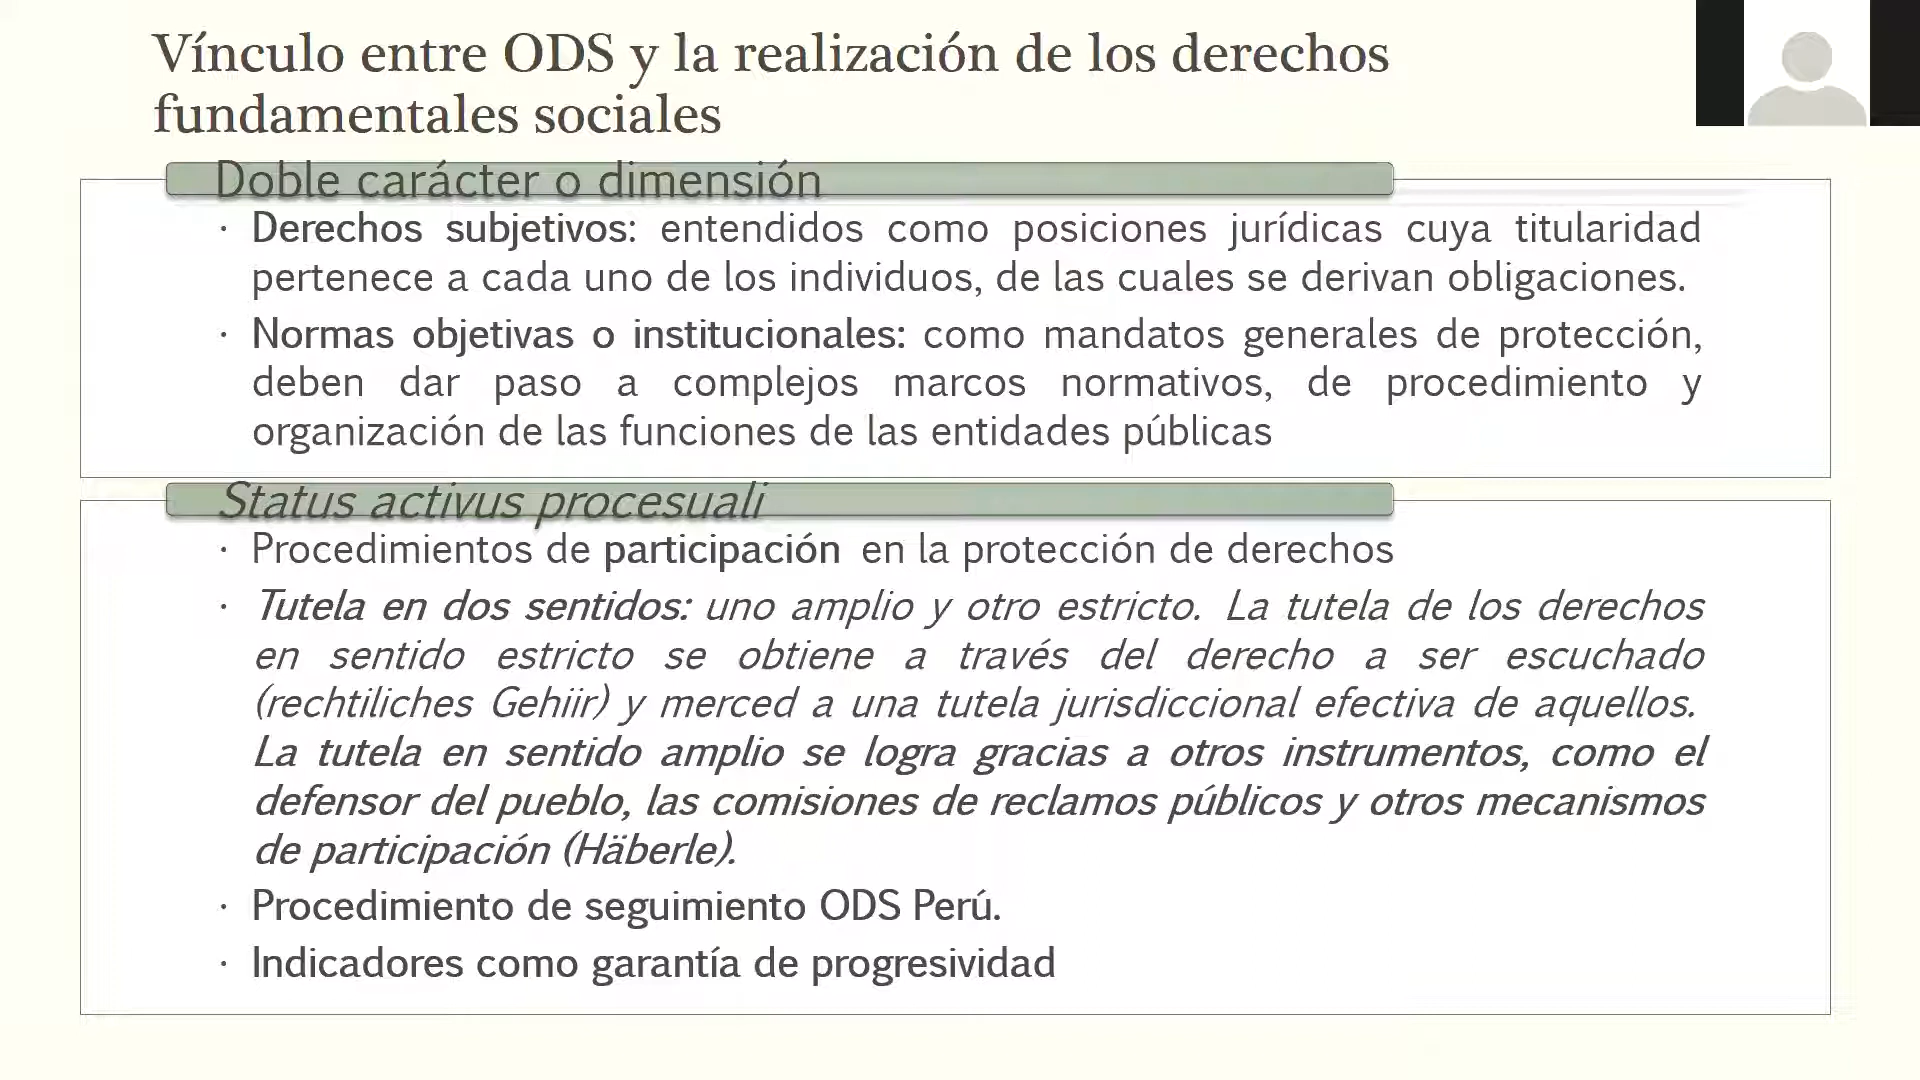 Vínculo entre ODS y la realización de los derechos
fundamentales sociales
Doble carácter o dimensión
· Derechos subjetivos: entendidos como posiciones jurídicas cuya titularidad
pertenece a cada uno de los individuos, de las cuales se derivan obligaciones.
· Normas objetivas o institucionales: como mandatos generales de protección,
deben dar paso a complejos marcos normativos, de procedimiento y
organización de las funciones de las entidades públicas
Status activus procesuali
· Procedimientos de participación en la protección de derechos
· Tutela en dos sentidos: uno amplio y otro estricto. La tutela de los derechos
en sentido estricto se obtiene a través del derecho a ser escuchado
(rechtiliches Gehiir) y merced a una tutela jurisdiccional efectiva de aquellos.
La tutela en sentido amplio se logra gracias a otros instrumentos, como el
defensor del pueblo, las comisiones de reclamos públicos y otros mecanismos
de participación (Häberle).
· Procedimiento de seguimiento ODS Perú.
· Indicadores como garantía de progresividad